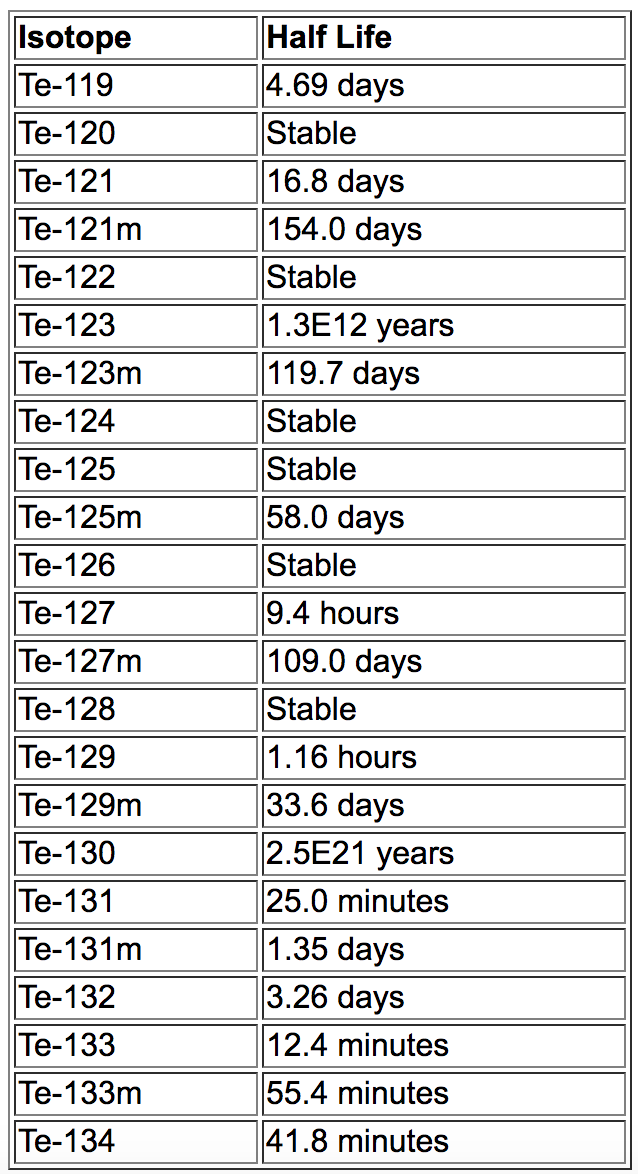 Isotope Half Life
Te-119 4.69 days
Te-120 Stable
Te-121 16.8 days
Te-121m 154.0 days
Te-122 Stable
Te-123 1.3E12 years
Te-123m 119.7 days
Te-124 Stable
Te-125 Stable
Te-125m 58.0 days
Te-126 Stable
Te-127 9.4 hours
Te-127m 109.0 days
Te-128 Stable
Te-129 1.16 hours
Te-129m 33.6 days
Te-130 2.5E21 years
Te-131 25.0 minutes
Te-131m 1.35 days
Te-132 3.26 days
Te-133 12.4 minutes
Te-133m 55.4 minutes
Te-134 41.8 minutes